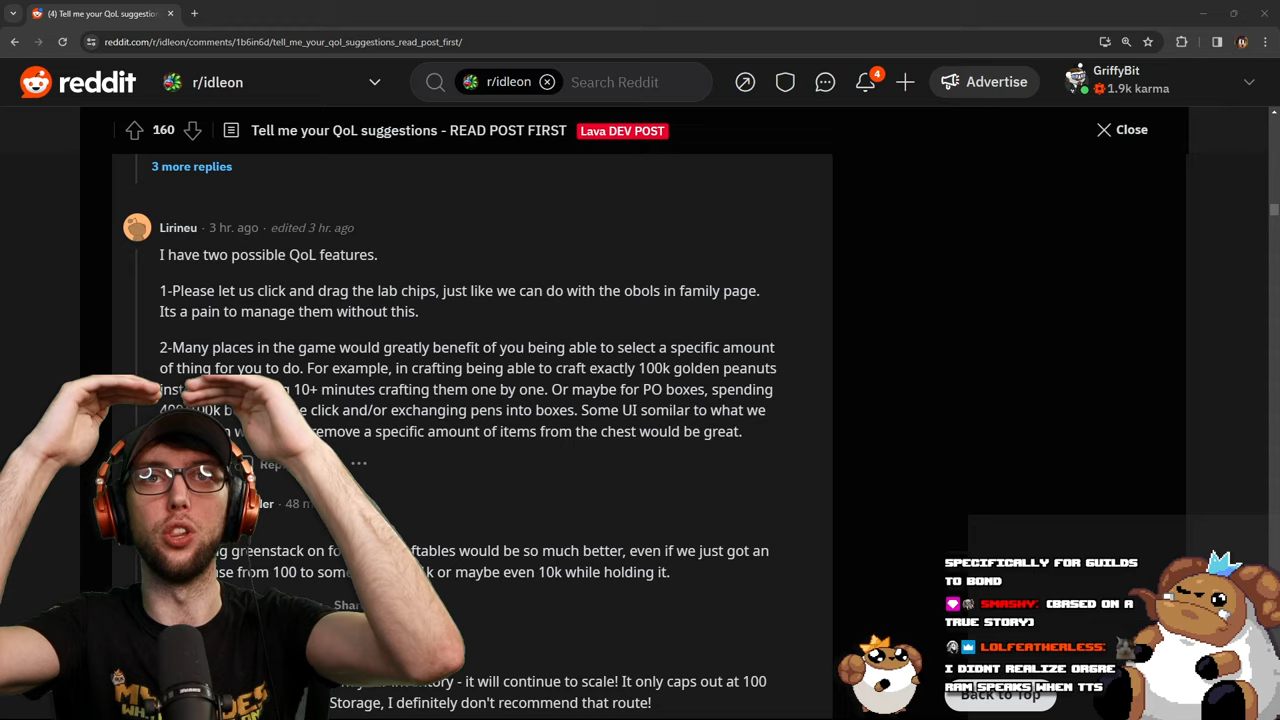 (4) Tell me your QoL suggestion
reddit.com/r/idleon/comments/1b6in6d/tell_me_your_qol_suggestions_read_post_first/
reddit
r/idleon
r/idleon
Search Reddit
4
Advertise
GriffyBit
1.9k karma
160
Tell me your QoL suggestions - READ POST FIRST
Lava DEV POST
Close
3 more replies
Lirineu · 3 hr. ago · edited 3 hr. ago
I have two possible QoL features.
1-Please let us click and drag the lab chips, just like we can do with the obols in family page.
Its a pain to manage them without this.
2-Many places in the game would greatly benefit of you being able to select a specific amount
of thing for you to do. For example, in crafting being able to craft exactly 100k golden peanuts
10+ minutes crafting them one by one. Or maybe for PO boxes, spending
click and/or exchanging pens into boxes. Some UI somilar to what we
remove a specific amount of items from the chest would be great.
· 48 m
greenstack on fo ftables would be so much better, even if we just got an
se from 100 to som k or maybe even 10k while holding it.
Shar
ntory - it will continue to scale! It only caps out at 100
Storage, I definitely don't recommend that route!
SPECIFICALLY FOR GUILDS
TO BOND
SMASHY: (BASED ON A
TRUE STORY)
LOLFEATHERLESS:
I DIDNT REALIZE ORGRE
RAM SPEAKS WHEN TTS
Back to Top